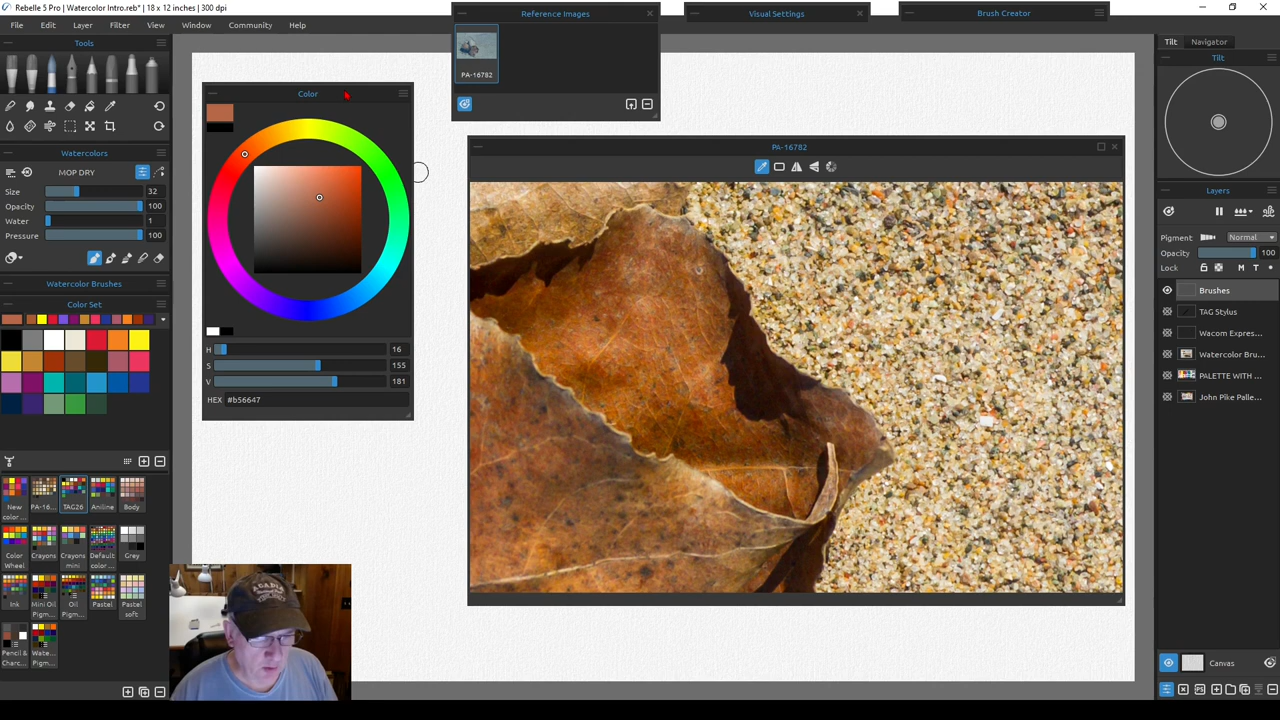 Rebelle 5 Pro | Watercolor Intro.reb* | 18 x 12 inches | 300 dpi
File Edit Layer Filter View Window Community Help
Reference Images
Visual Settings
Brush Creator
PA-16782
Tools
Watercolors
MOP DRY
Size 32
Opacity 100
Water 1
Pressure 100
Watercolor Brushes
Color Set
New color ...
PA-16...
TAG26
Aniline
Body
Color Wheel
Crayons
Crayons mini
Default color ...
Grey
Ink
Mini Oil Pigm...
Oil Pigm...
Pastel
Pastel soft
Pencil & Charc...
Wate... Pigm...
Color
H 16
S 155
V 181
HEX #b56647
PA-16782
Tilt Navigator
Tilt
Layers
Pigment Normal
Opacity 100
Lock M T
Brushes
TAG Stylus
Wacom Expres...
Watercolor Bru...
PALETTE WITH ...
John Pike Palle...
Canvas
PS
ACADIA